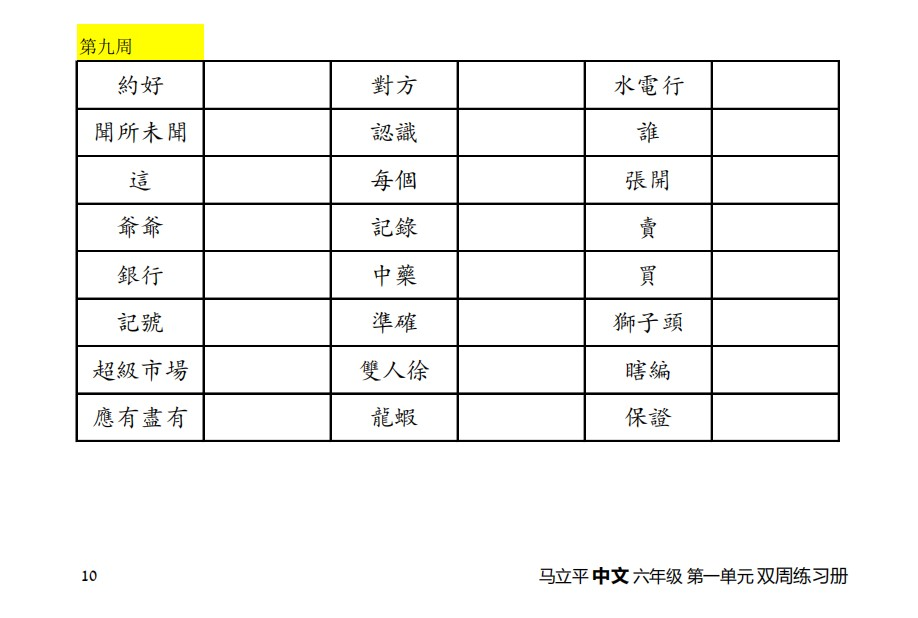 第九周
約好 對方 水電行
聞所未聞 認識 誰
這 每個 張開
爺爺 記錄 賣
銀行 中藥 買
記號 準確 獅子頭
超級市場 雙人徐 瞎編
應有盡有 龍蝦 保證
10 马立平 中文 六年级 第一单元 双周练习册